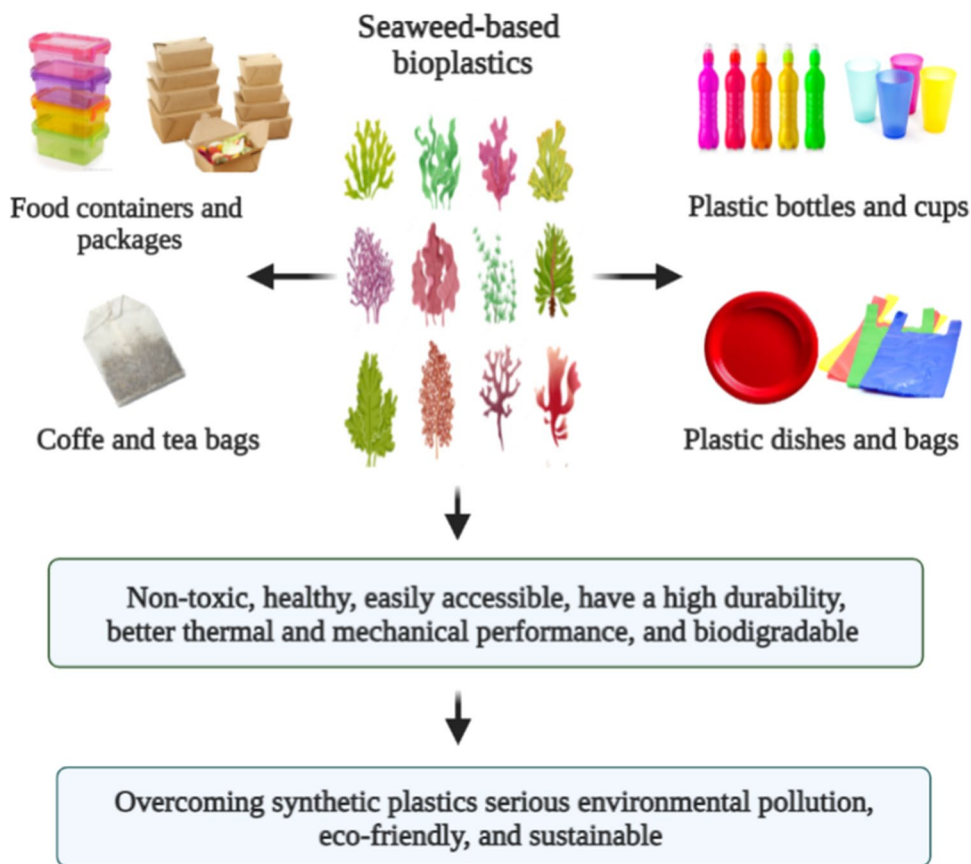 Seaweed-based
bioplastics
Food containers and
packages
Plastic bottles and cups
Coffe and tea bags
Plastic dishes and bags
Non-toxic, healthy, easily accessible, have a high durability,
better thermal and mechanical performance, and biodigradable
Overcoming synthetic plastics serious environmental pollution,
eco-friendly, and sustainable